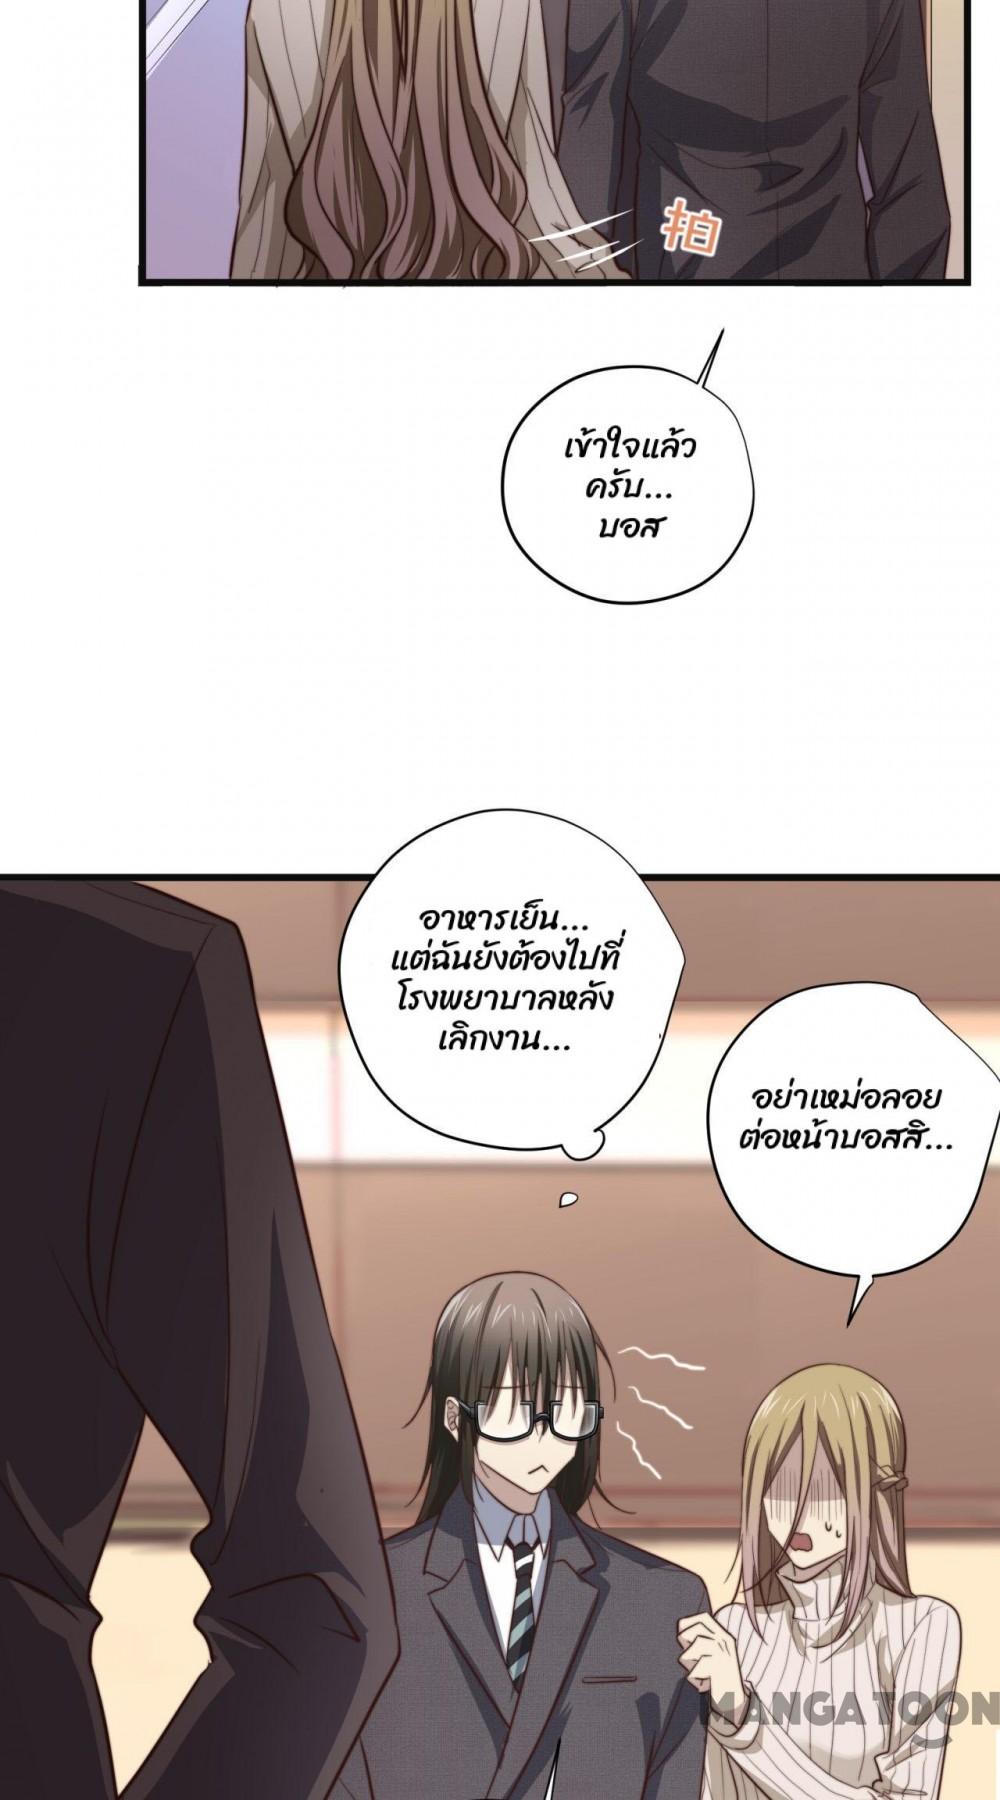 拍
เข้าใจแล้ว
ครับ...
บอส
อาหารเย็น...
แต่ฉันยังต้องไปที่
โรงพยาบาลหลัง
เลิกงาน...
อย่าเหม่อลอย
ต่อหน้าบอสสิ...
MANGATOON